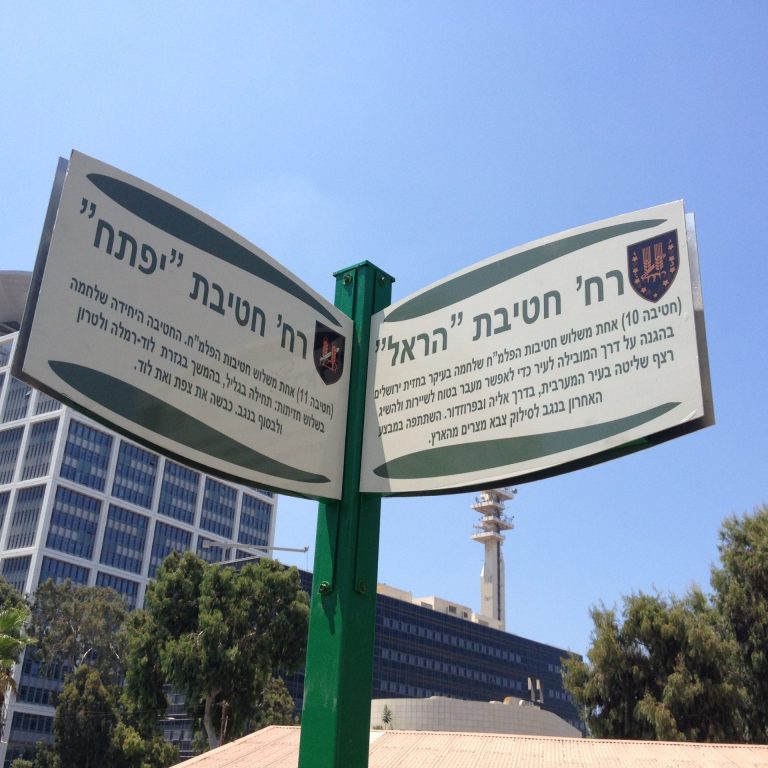 רח' חטיבת "הראל"
(חטיבה 10) אחת משלוש חטיבות הפלמ"ח שלחמה בעיקר בחזית ירושלים
בהגנה על דרך המובילה לעיר כדי לאפשר מעבר בטוח לשיירות ולהשיג
רצף שליטה בעיר המערבית, בדרך אליה ובפרוזדור. השתתפה במבצע
האחרון בנגב לסילוק צבא מצרים מהארץ.
רח' חטיבת "יפתח"
(חטיבה 11) אחת משלוש חטיבות הפלמ"ח. החטיבה היחידה שלחמה
בשלוש חזיתות: תחילה בגליל, בהמשך בגזרת לוד-רמלה ולטרון
ולבסוף בנגב. כבשה את צפת ואת לוד.